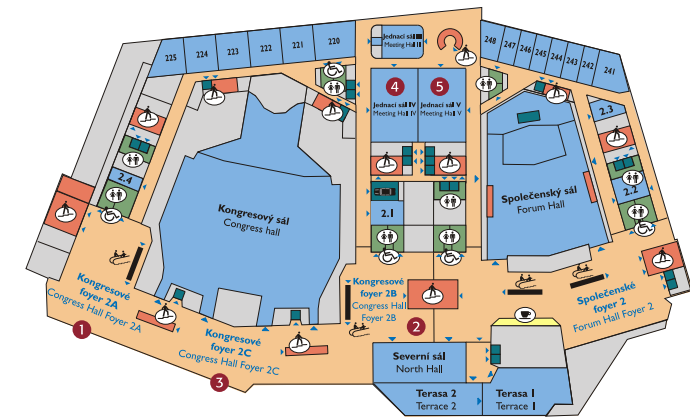 225
224
223
222
221
220
Jednací sál III
Meeting Hall III
248
247
246
245
244
243
242
241
4
5
Jednací sál IV
Meeting Hall IV
Jednací sál V
Meeting Hall V
2.3
2.4
2.2
2.1
Kongresový sál
Congress hall
Společenský sál
Forum Hall
Kongresové
foyer 2A
Congress Hall Foyer 2A
1
Kongresové
foyer 2B
Congress Hall
Foyer 2B
2
Společenské
foyer 2
Forum Hall Foyer 2
Kongresové
foyer 2C
Congress Hall Foyer 2C
3
Severní sál
North Hall
Terasa 2
Terrace 2
Terasa 1
Terrace 1